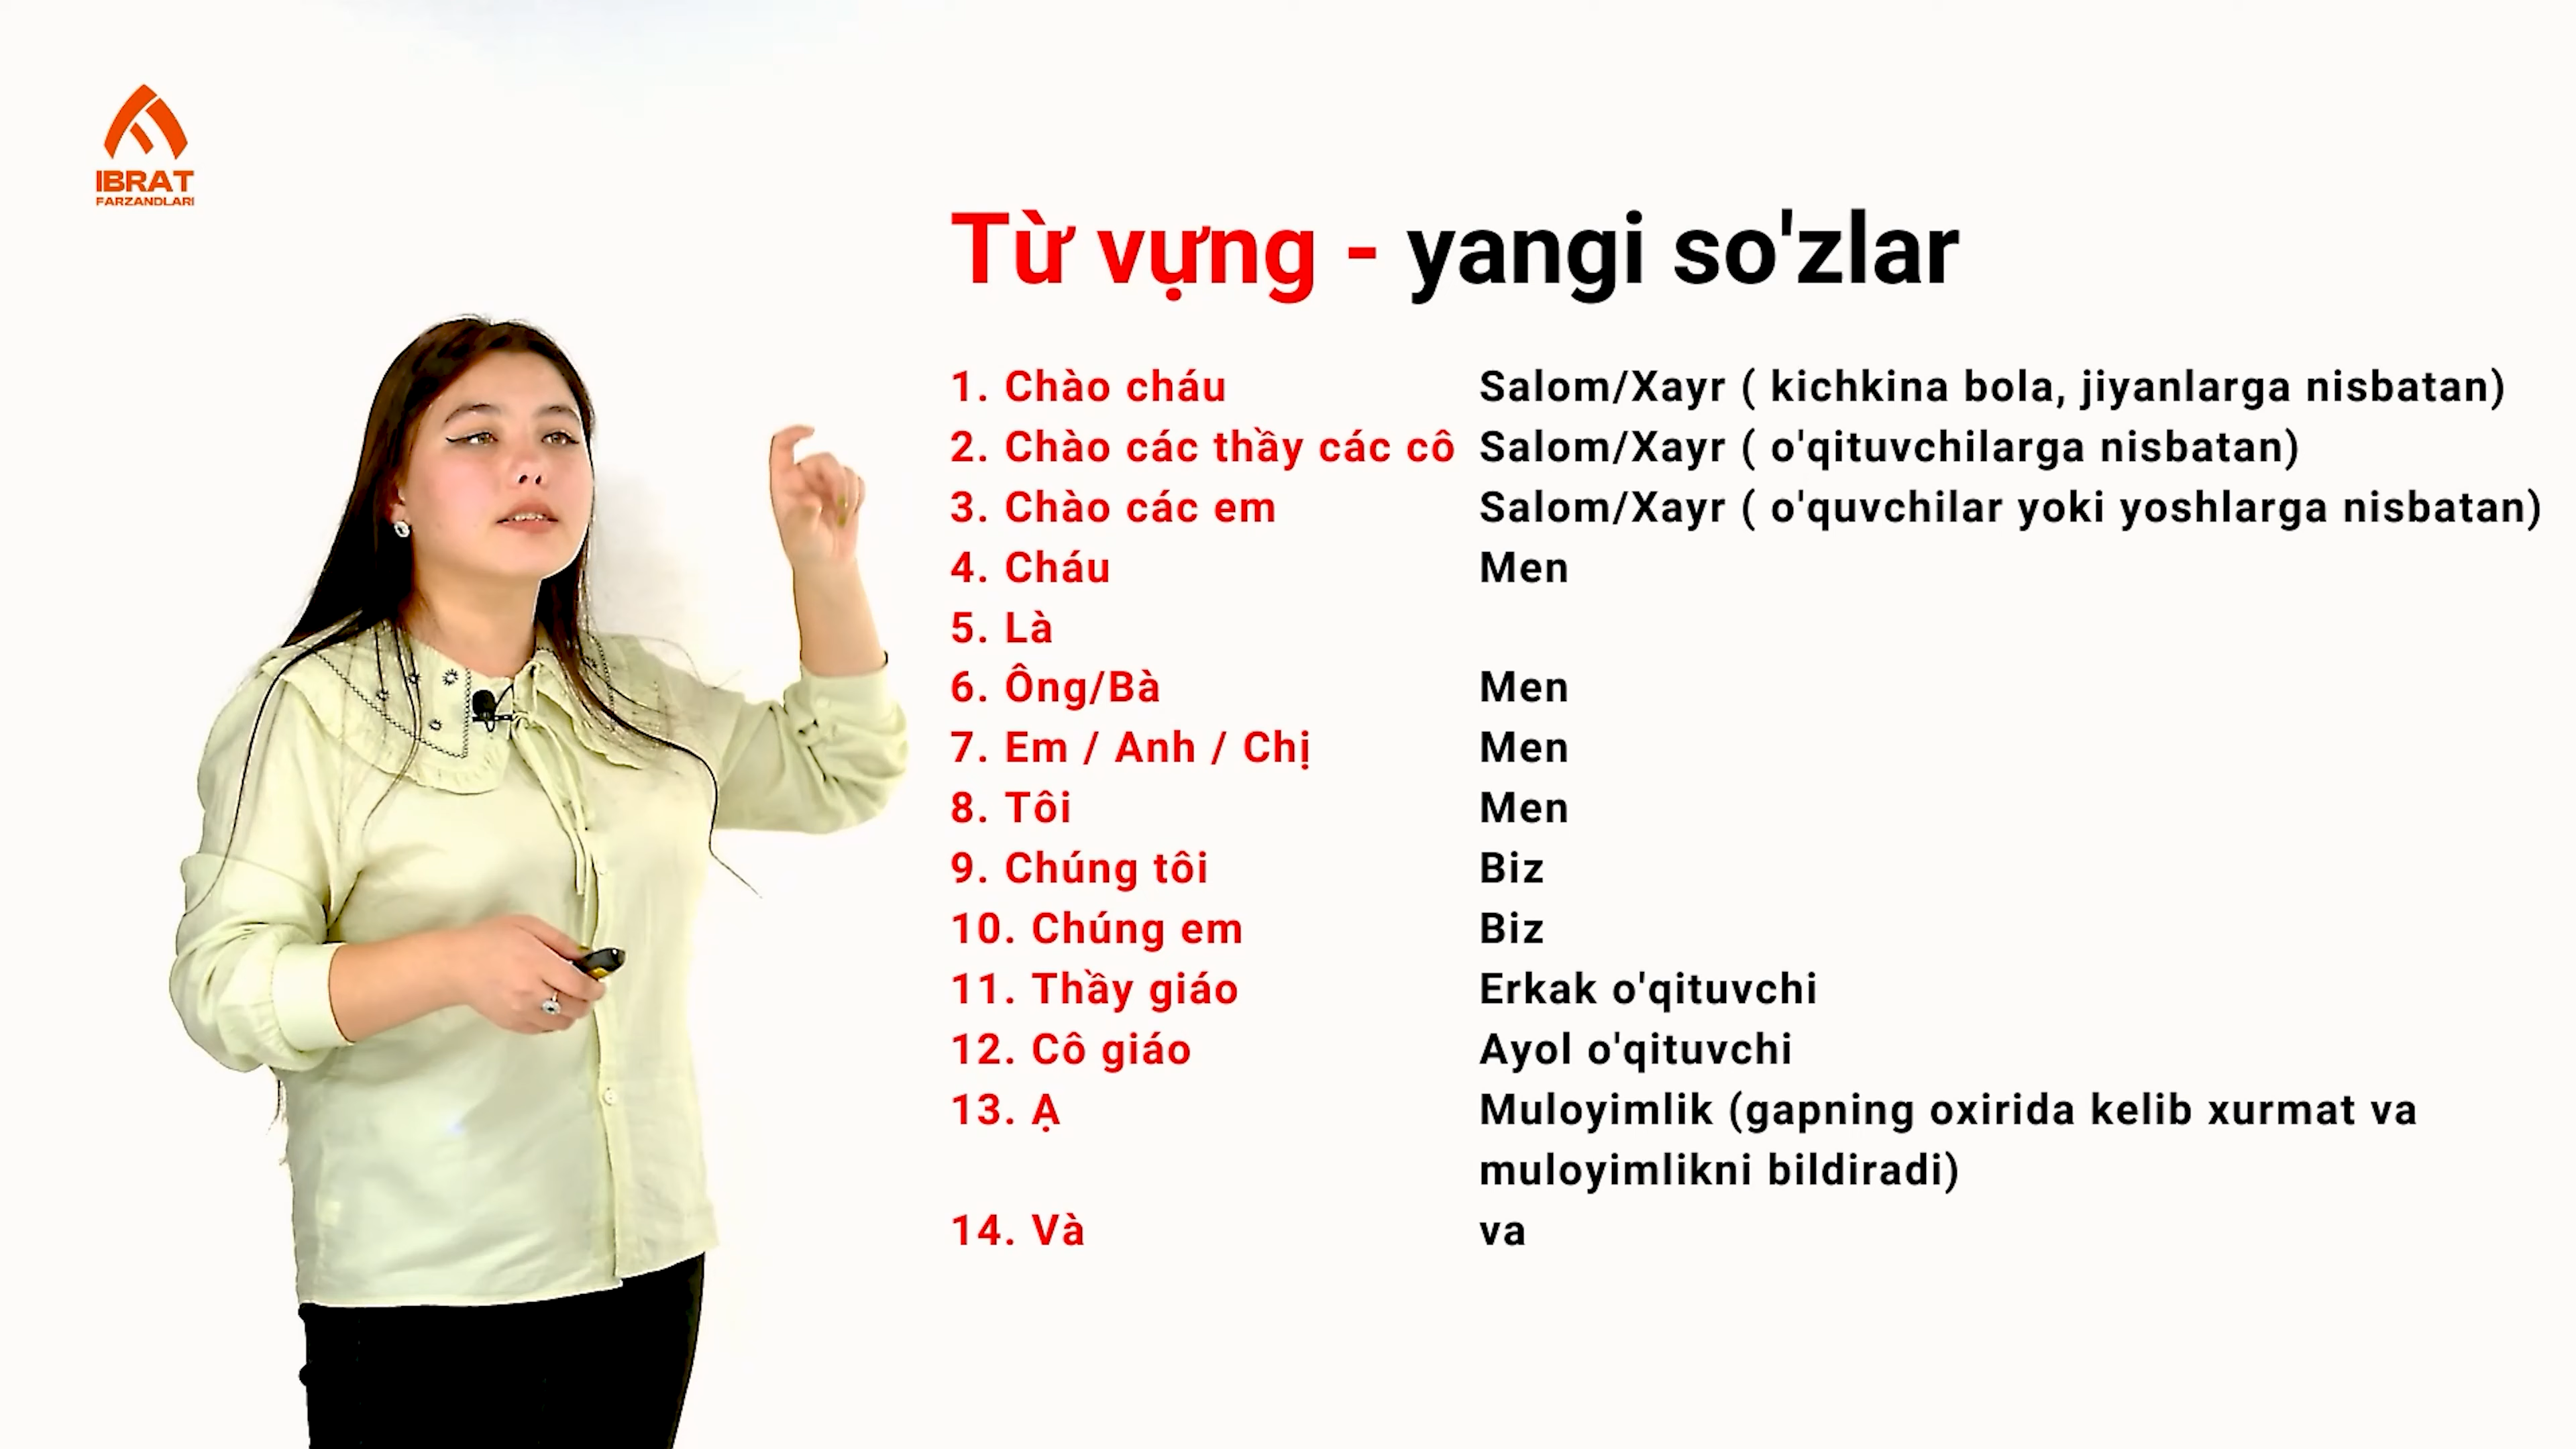 IBRAT
FARZANDLARI
Từ vựng - yangi so'zlar
1. Chào cháu Salom/Xayr ( kichkina bola, jiyanlarga nisbatan)
2. Chào các thầy các cô Salom/Xayr ( o'qituvchilarga nisbatan)
3. Chào các em Salom/Xayr ( o'quvchilar yoki yoshlarga nisbatan)
4. Cháu Men
5. Là
6. Ông/Bà Men
7. Em / Anh / Chị Men
8. Tôi Men
9. Chúng tôi Biz
10. Chúng em Biz
11. Thầy giáo Erkak o'qituvchi
12. Cô giáo Ayol o'qituvchi
13. Ạ Muloyimlik (gapning oxirida kelib xurmat va
muloyimlikni bildiradi)
14. Và va